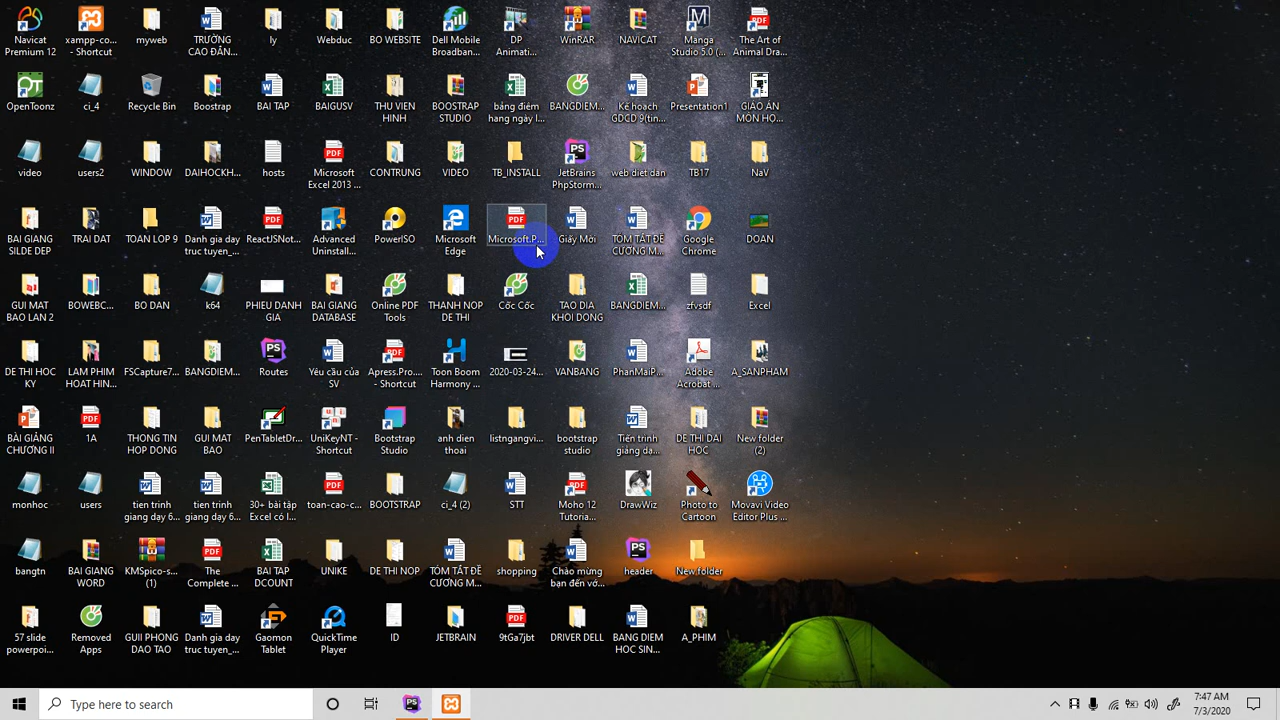 Navicat
Premium 12
xampp-co...
- Shortcut
myweb
TRƯỜNG
CAO ĐẲN...
ly
Webduc
BO WEBSITE
Dell Mobile
Broadban...
DP
Animati...
WinRAR
NAVICAT
Manga
Studio 5.0 (...
The Art of
Animal Dra...
OpenToonz
ci_4
Recycle Bin
Boostrap
BAI TAP
BAIGUSV
THU VIEN
HINH
BOOSTRAP
STUDIO
bảng điểm
hang ngày l...
BANGDIEM...
Kế hoạch
GDCD 9(tin...
Presentation1
GIÁO ÁN
MÔN HỌ...
video
users2
WINDOW
DAIHOCKH...
hosts
Microsoft
Excel 2013 ...
CONTRUNG
VIDEO
TB_INSTALL
JetBrains
PhpStorm...
web diet dan
TB17
NaV
BAI GIANG
SILDE DEP
TRAI DAT
TOAN LOP 9
Danh gia day
truc tuyen_...
ReactJSNot...
Advanced
Uninstall...
PowerISO
Microsoft
Edge
Microsoft.P...
Giấy Mời
TÓM TẮT ĐỀ
CƯƠNG M...
Google
Chrome
DOAN
GUI MAT
BAO LAN 2
BOWEBC...
BO DAN
k64
PHIEU DANH
GIA
BAI GIANG
DATABASE
Online PDF
Tools
THANH NOP
DE THI
Cốc Cốc
TAO DIA
KHOI DONG
BANGDIEM...
zfvsdf
Excel
DE THI HOC
KY
LAM PHIM
HOAT HIN...
FSCapture7...
BANGDIEM...
Routes
Yêu cầu của
SV
Apress.Pro....
- Shortcut
Toon Boom
Harmony ...
2020-03-24...
VANBANG
PhanMaiP...
Adobe
Acrobat ...
A_SANPHAM
BÀI GIẢNG
CHƯƠNG II
1A
THONG TIN
HOP DONG
GUI MAT
BAO
PenTabletDr...
UniKeyNT -
Shortcut
Bootstrap
Studio
anh dien
thoai
listngangvi...
bootstrap
studio
Tiến trình
giảng dạ...
DE THI DAI
HOC
New folder
(2)
monhoc
users
tien trinh
giang day 6...
tien trinh
giang day 6...
30+ bài tập
Excel có l...
toan-cao-c...
BOOTSTRAP
ci_4 (2)
STT
Moho 12
Tutoria...
DrawWiz
Photo to
Cartoon
Movavi Video
Editor Plus ...
bangtn
BAI GIANG
WORD
KMSpico-s...
(1)
The
Complete ...
BAI TAP
DCOUNT
UNIKE
DE THI NOP
TÓM TẮT ĐỀ
CƯƠNG M...
shopping
Chào mừng
bạn đến vớ...
header
New folder
57 slide
powerpoi...
Removed
Apps
GUII PHONG
DAO TAO
Danh gia day
truc tuyen_...
Gaomon
Tablet
QuickTime
Player
ID
JETBRAIN
9tGa7jbt
DRIVER DELL
BANG DIEM
HOC SIN...
A_PHIM
Type here to search
7:47 AM
7/3/2020